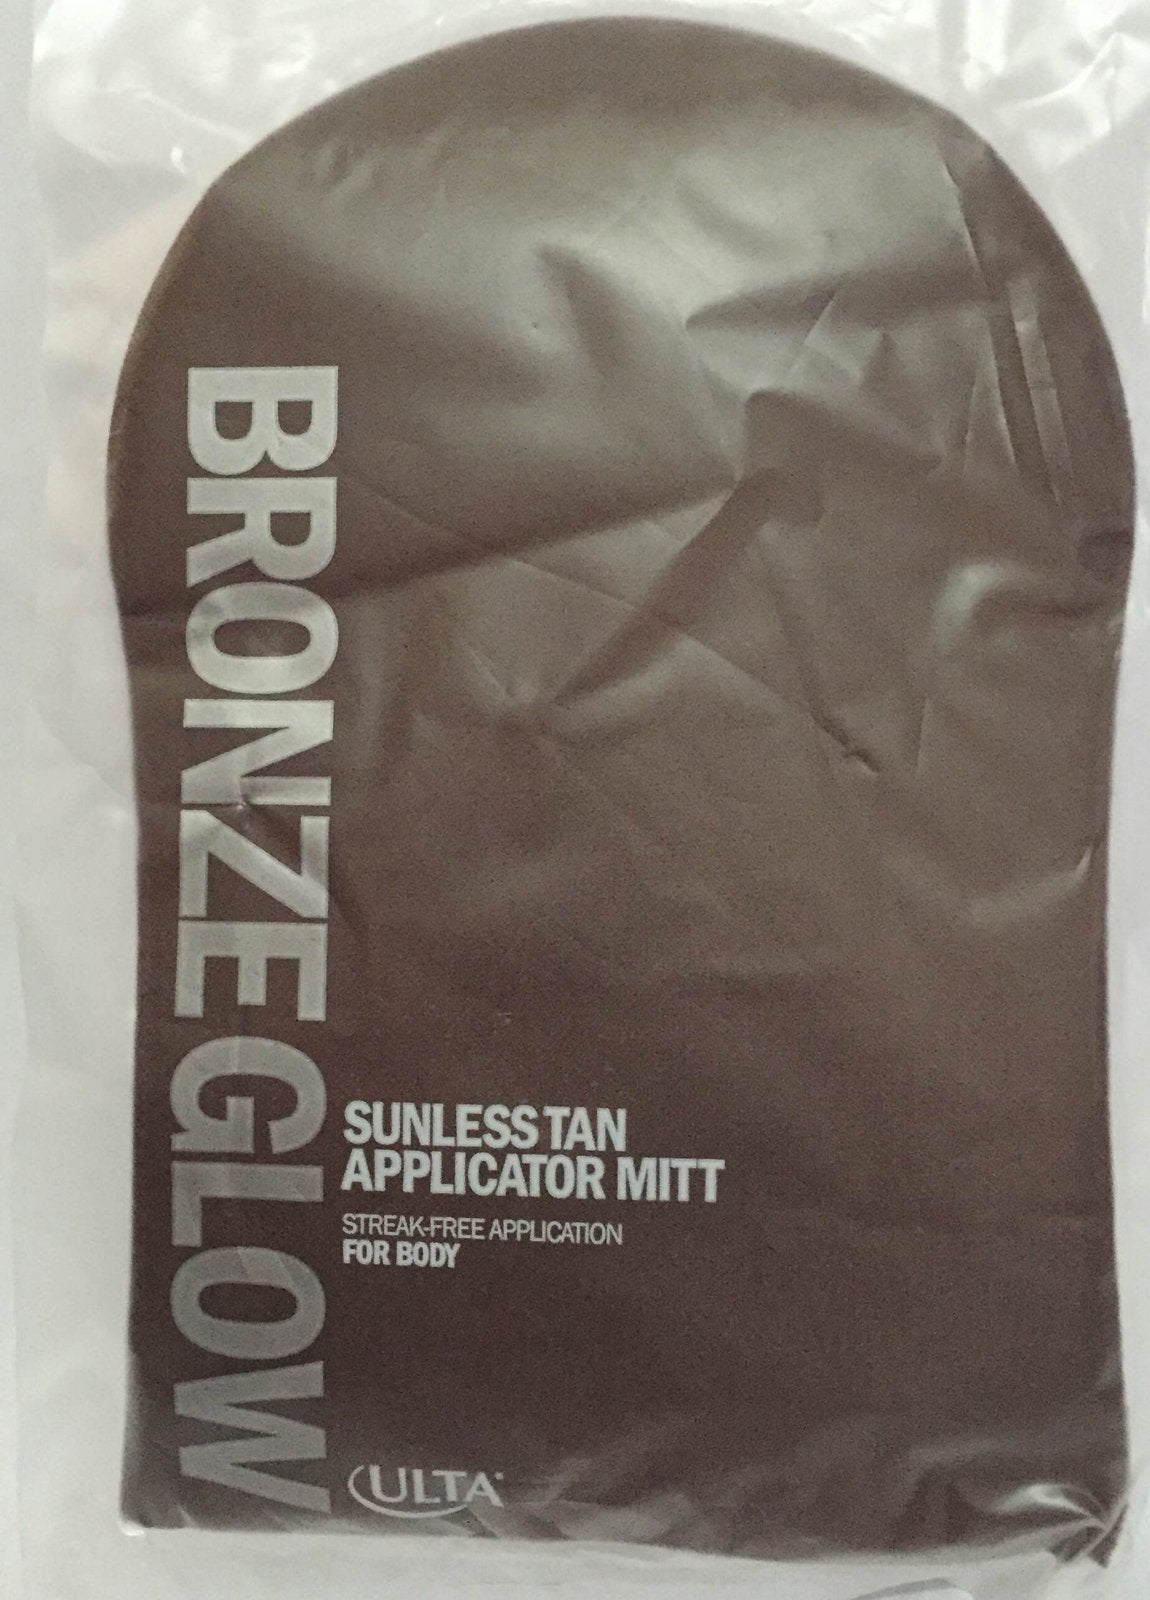 BRONZE GLOW
SUNLESS TAN
APPLICATOR MITT
STREAK-FREE APPLICATION
FOR BODY
ULTA